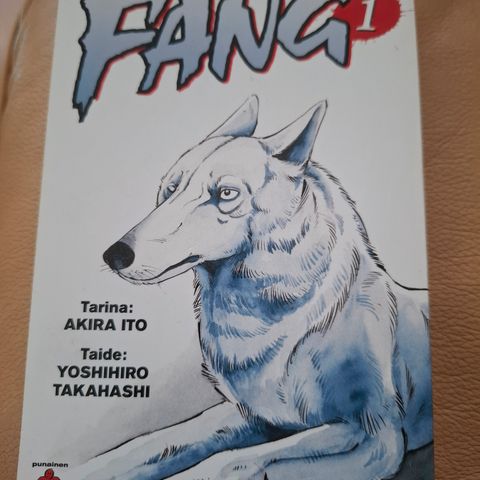 FANG
1
Tarina:
AKIRA ITO
Taide:
YOSHIHIRO
TAKAHASHI
punainen